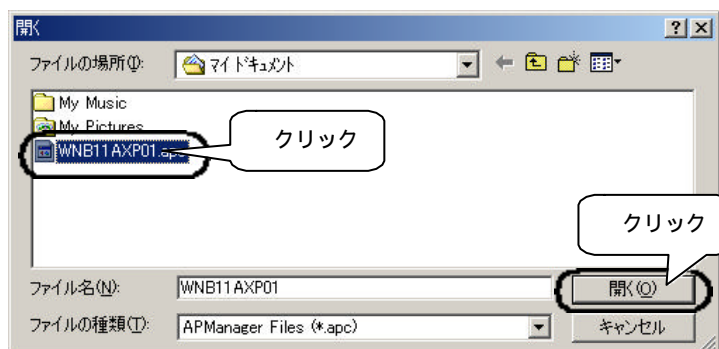 開く
ファイルの場所(I):
マイ ドキュメント
My Music
My Pictures
WNB11AXP01.apc
クリック
クリック
ファイル名(N):
WNB11AXP01
開く(O)
ファイルの種類(T):
APManager Files (*.apc)
キャンセル